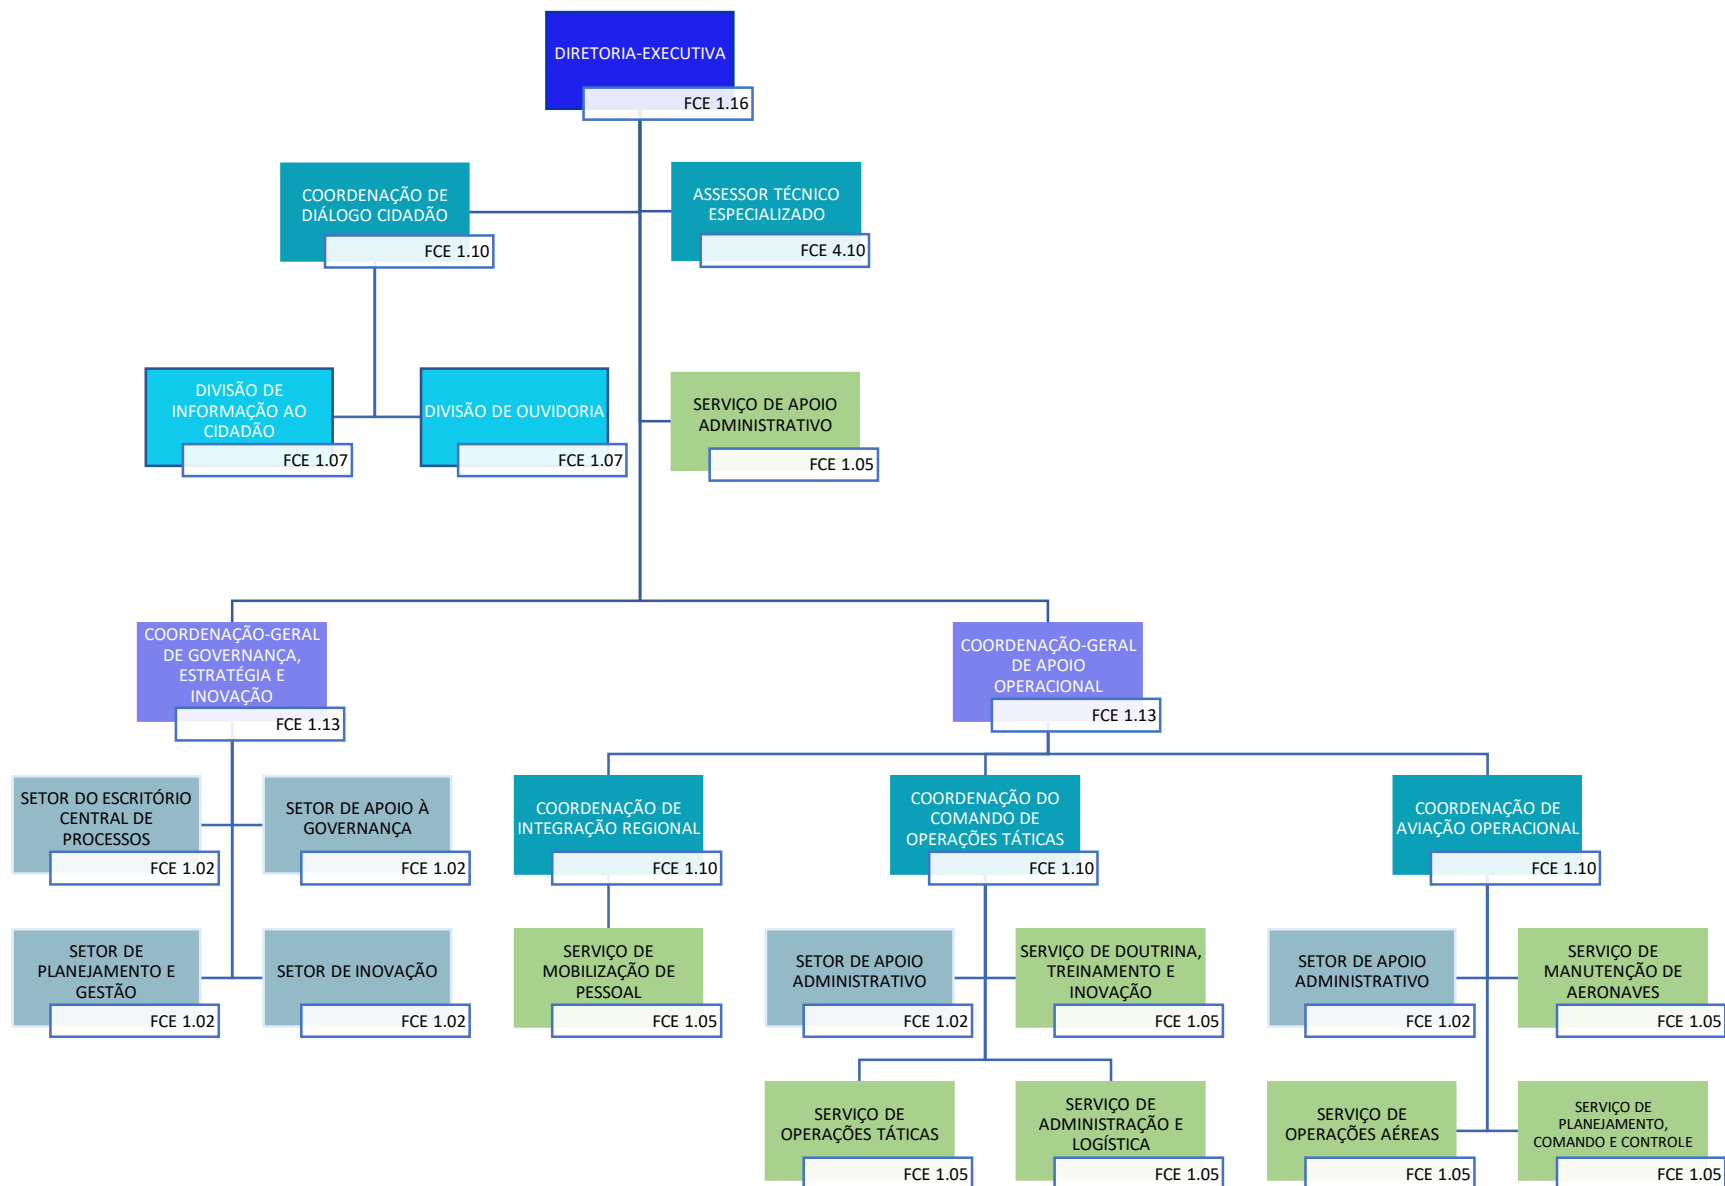 DIRETORIA-EXECUTIVA
FCE 1.16
COORDENAÇÃO DE
DIÁLOGO CIDADÃO
FCE 1.10
ASSESSOR TÉCNICO
ESPECIALIZADO
FCE 4.10
DIVISÃO DE
INFORMAÇÃO AO
CIDADÃO
FCE 1.07
DIVISÃO DE OUVIDORIA
FCE 1.07
SERVIÇO DE APOIO
ADMINISTRATIVO
FCE 1.05
COORDENAÇÃO-GERAL
DE GOVERNANÇA,
ESTRATÉGIA E
INOVAÇÃO
FCE 1.13
COORDENAÇÃO-GERAL
DE APOIO
OPERACIONAL
FCE 1.13
SETOR DO ESCRITÓRIO
CENTRAL DE
PROCESSOS
FCE 1.02
SETOR DE APOIO À
GOVERNANÇA
FCE 1.02
COORDENAÇÃO DE
INTEGRAÇÃO REGIONAL
FCE 1.10
COORDENAÇÃO DO
COMANDO DE
OPERAÇÕES TÁTICAS
FCE 1.10
COORDENAÇÃO DE
AVIAÇÃO OPERACIONAL
FCE 1.10
SETOR DE
PLANEJAMENTO E
GESTÃO
FCE 1.02
SETOR DE INOVAÇÃO
FCE 1.02
SERVIÇO DE
MOBILIZAÇÃO DE
PESSOAL
FCE 1.05
SETOR DE APOIO
ADMINISTRATIVO
FCE 1.02
SERVIÇO DE DOUTRINA,
TREINAMENTO E
INOVAÇÃO
FCE 1.05
SETOR DE APOIO
ADMINISTRATIVO
FCE 1.02
SERVIÇO DE
MANUTENÇÃO DE
AERONAVES
FCE 1.05
SERVIÇO DE
OPERAÇÕES TÁTICAS
FCE 1.05
SERVIÇO DE
ADMINISTRAÇÃO E
LOGÍSTICA
FCE 1.05
SERVIÇO DE
OPERAÇÕES AÉREAS
FCE 1.05
SERVIÇO DE
PLANEJAMENTO,
COMANDO E CONTROLE
FCE 1.05